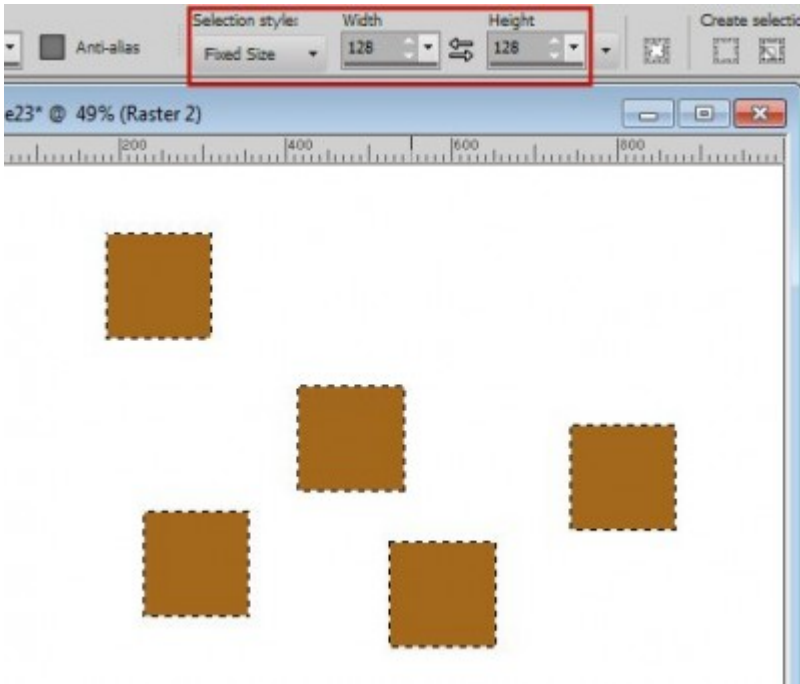 Selection style: Width Height Create selectio
Anti-alias Fixed Size 128 128
e23* @ 49% (Raster 2)
200 400 600 800